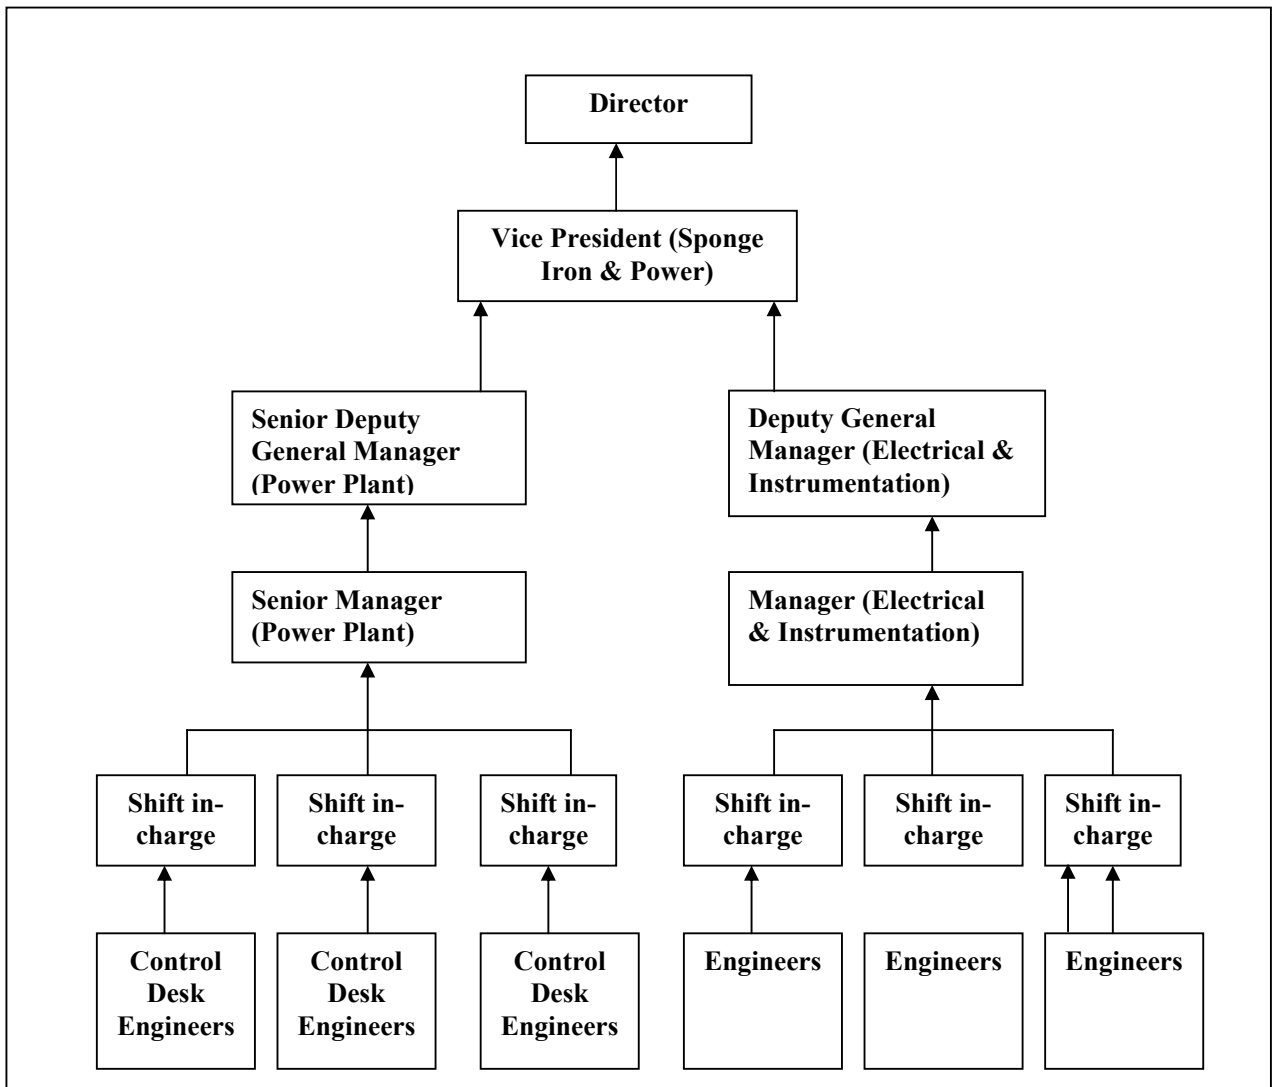 Director
Vice President (Sponge
Iron & Power)
Senior Deputy
General Manager
(Power Plant)
Deputy General
Manager (Electrical &
Instrumentation)
Senior Manager
(Power Plant)
Manager (Electrical
& Instrumentation)
Shift in-
charge
Shift in-
charge
Shift in-
charge
Shift in-
charge
Shift in-
charge
Shift in-
charge
Control
Desk
Engineers
Control
Desk
Engineers
Control
Desk
Engineers
Engineers
Engineers
Engineers